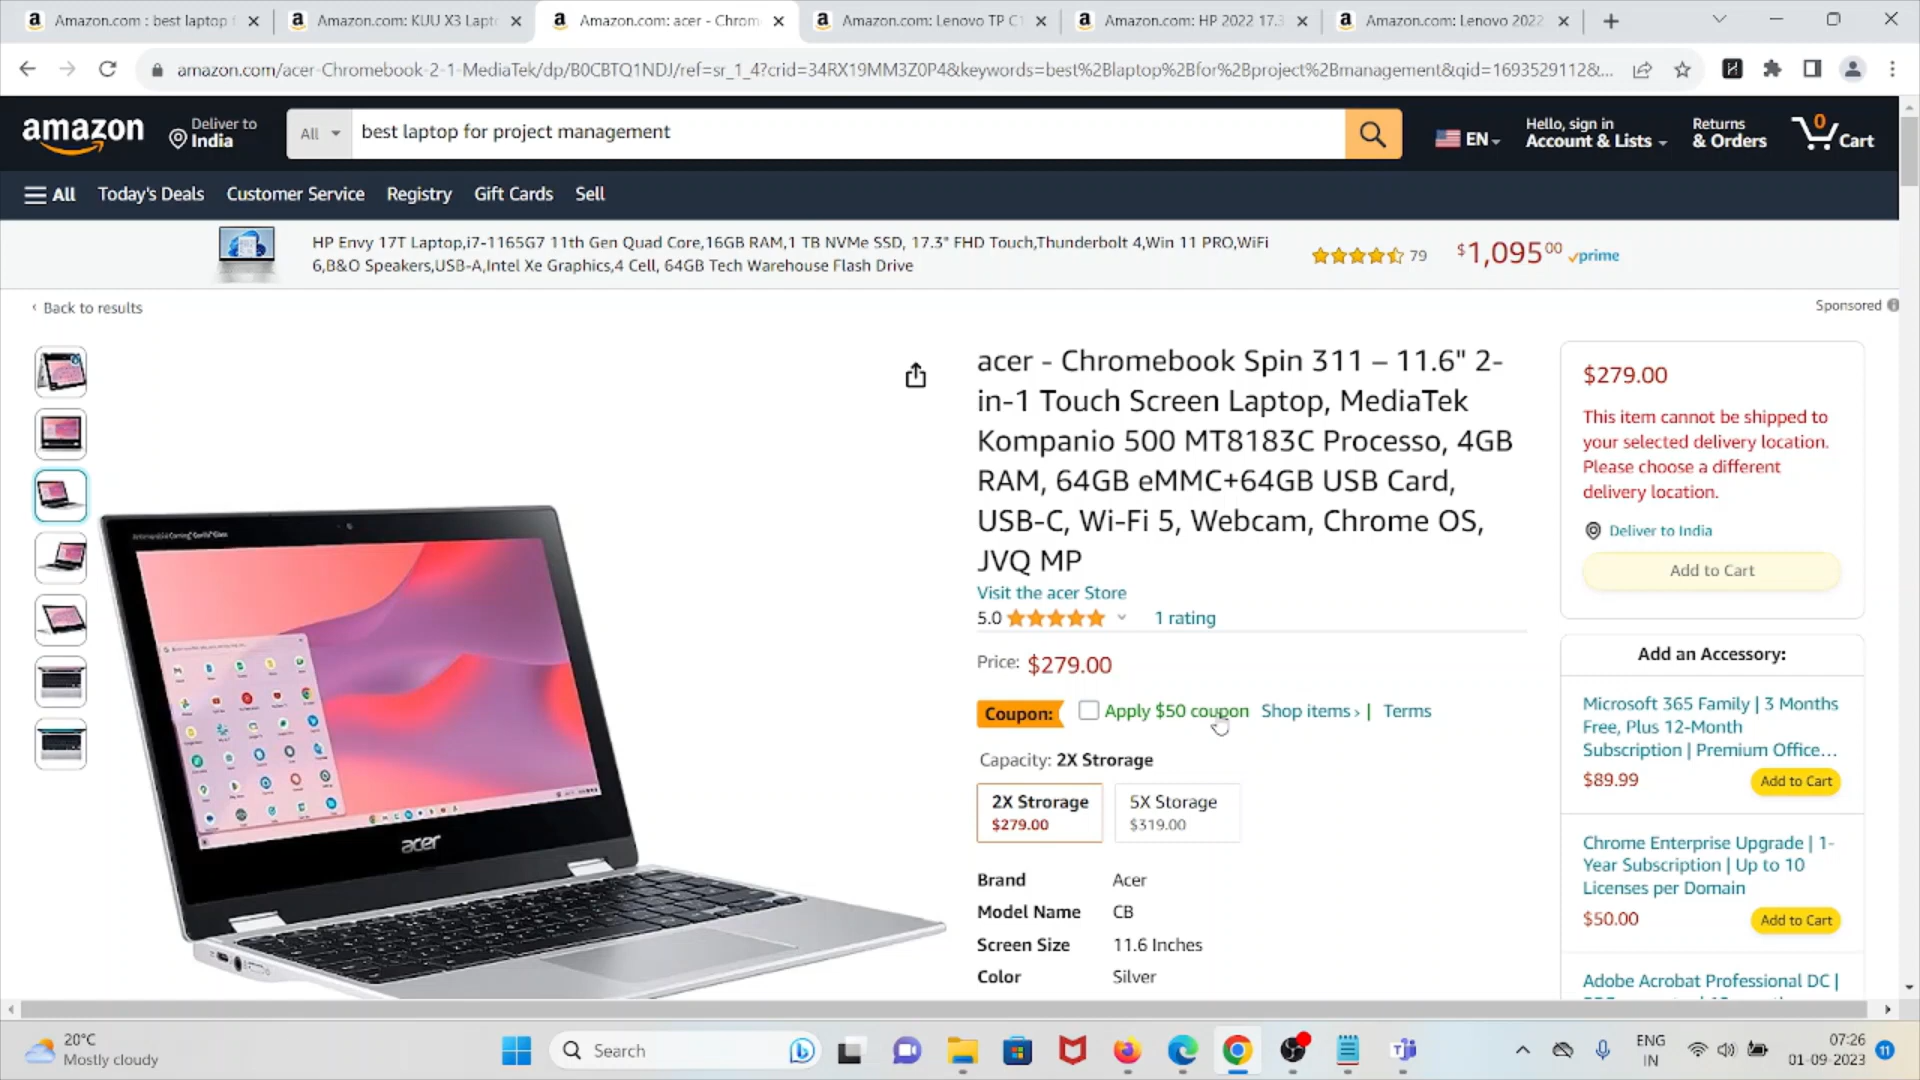 Amazon.com : best laptop f
Amazon.com: KUU X3 Lapt
Amazon.com: acer - Chrom
Amazon.com: Lenovo TP C1
Amazon.com: HP 2022 17.3
Amazon.com: Lenovo 2022
amazon.com/acer-Chromebook-2-1-MediaTek/dp/B0CBTQ1NDJ/ref=sr_1_4?crid=34RX19MM3Z0P4&keywords=best%2Blaptop%2Bfor%2Bproject%2Bmanagement&qid=1693529112&...
amazon
Deliver to
India
All
best laptop for project management
EN
Hello, sign in
Account & Lists
Returns
& Orders
0
Cart
All
Today's Deals
Customer Service
Registry
Gift Cards
Sell
HP Envy 17T Laptop,i7-1165G7 11th Gen Quad Core,16GB RAM,1 TB NVMe SSD, 17.3" FHD Touch,Thunderbolt 4,Win 11 PRO,WiFi
6,B&O Speakers,USB-A,Intel Xe Graphics,4 Cell, 64GB Tech Warehouse Flash Drive
79
$1,09500
prime
‹ Back to results
Sponsored
acer - Chromebook Spin 311 – 11.6" 2-
in-1 Touch Screen Laptop, MediaTek
Kompanio 500 MT8183C Processo, 4GB
RAM, 64GB eMMC+64GB USB Card,
USB-C, Wi-Fi 5, Webcam, Chrome OS,
JVQ MP
Visit the acer Store
5.0
1 rating
Price: $279.00
Coupon:
Apply $50 coupon
Shop items ›
|
Terms
Capacity: 2X Strorage
2X Strorage
$279.00
5X Storage
$319.00
Brand Acer
Model Name CB
Screen Size 11.6 Inches
Color Silver
acer
$279.00
This item cannot be shipped to
your selected delivery location.
Please choose a different
delivery location.
Deliver to India
Add to Cart
Add an Accessory:
Microsoft 365 Family | 3 Months
Free, Plus 12-Month
Subscription | Premium Office…
$89.99
Add to Cart
Chrome Enterprise Upgrade | 1-
Year Subscription | Up to 10
Licenses per Domain
$50.00
Add to Cart
Adobe Acrobat Professional DC |
20°C
Mostly cloudy
Search
ENG
IN
07:26
01-09-2023
11